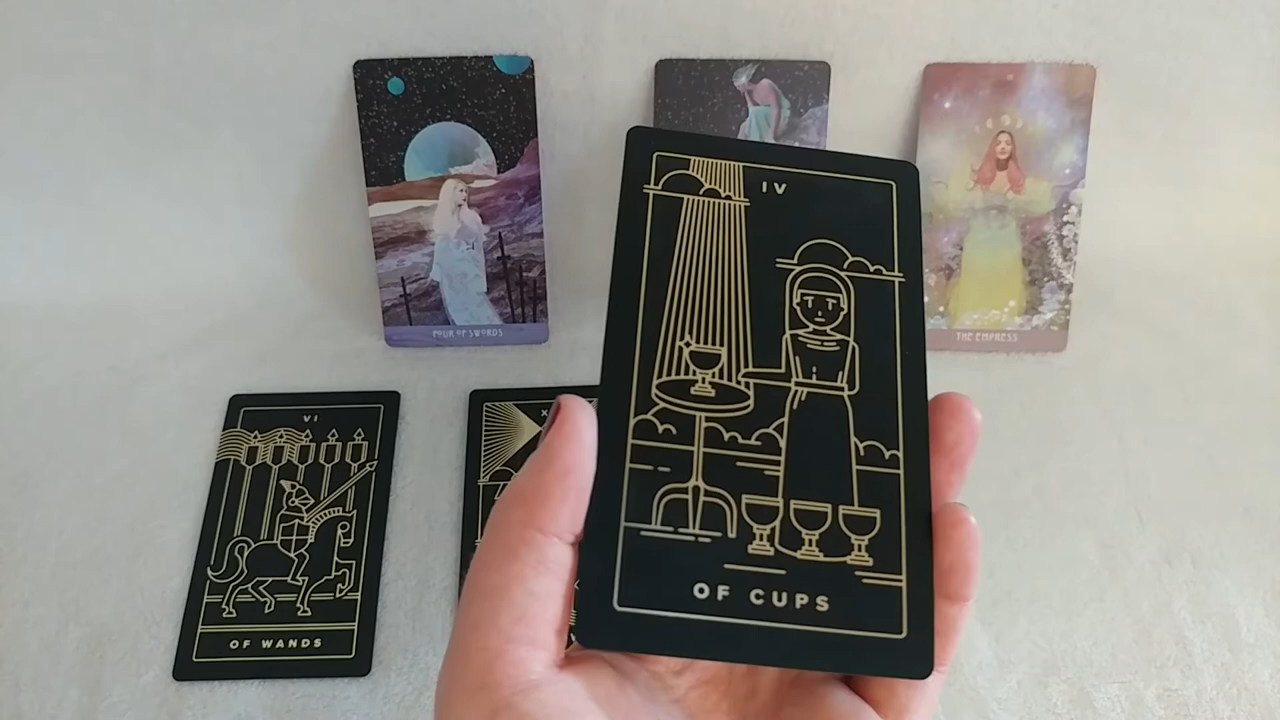 FOUR OF SWORDS
THE EMPRESS
IV
OF CUPS
VI
OF WANDS
X